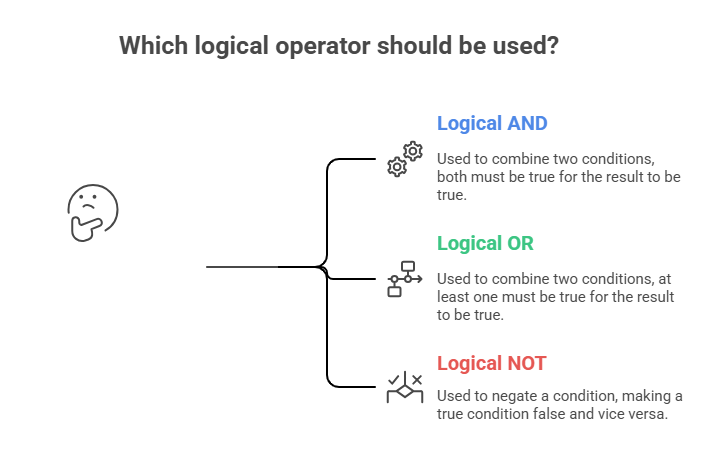 Which logical operator should be used?
Logical AND
Used to combine two conditions,
both must be true for the result to be
true.
Logical OR
Used to combine two conditions, at
least one must be true for the result
to be true.
Logical NOT
Used to negate a condition, making a
true condition false and vice versa.